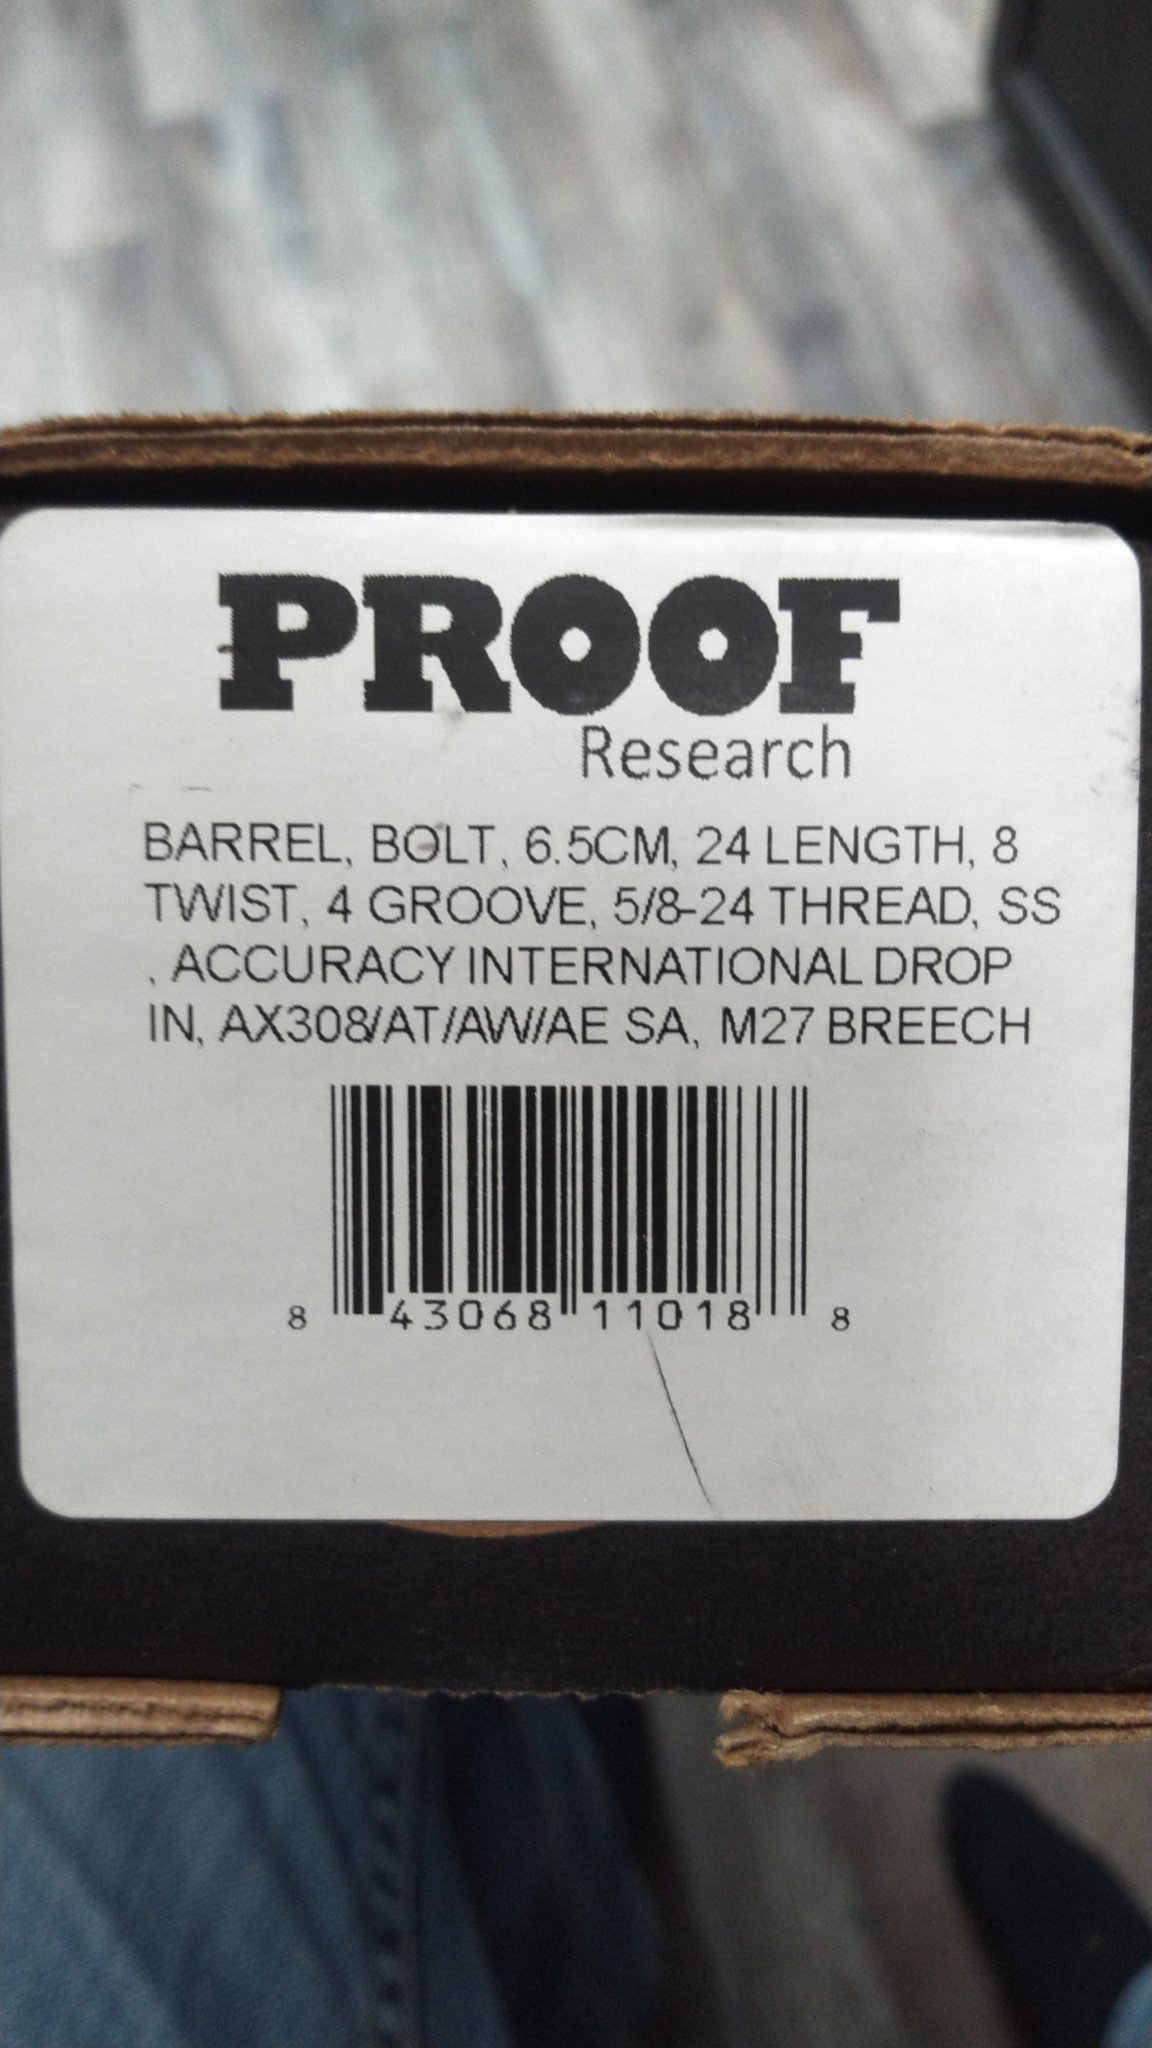 PROOF
Research
BARREL, BOLT, 6.5CM, 24 LENGTH, 8
TWIST, 4 GROOVE, 5/8-24 THREAD, SS
, ACCURACY INTERNATIONAL DROP
IN, AX308/AT/AW/AE SA, M27 BREECH
8 43068 11018 8